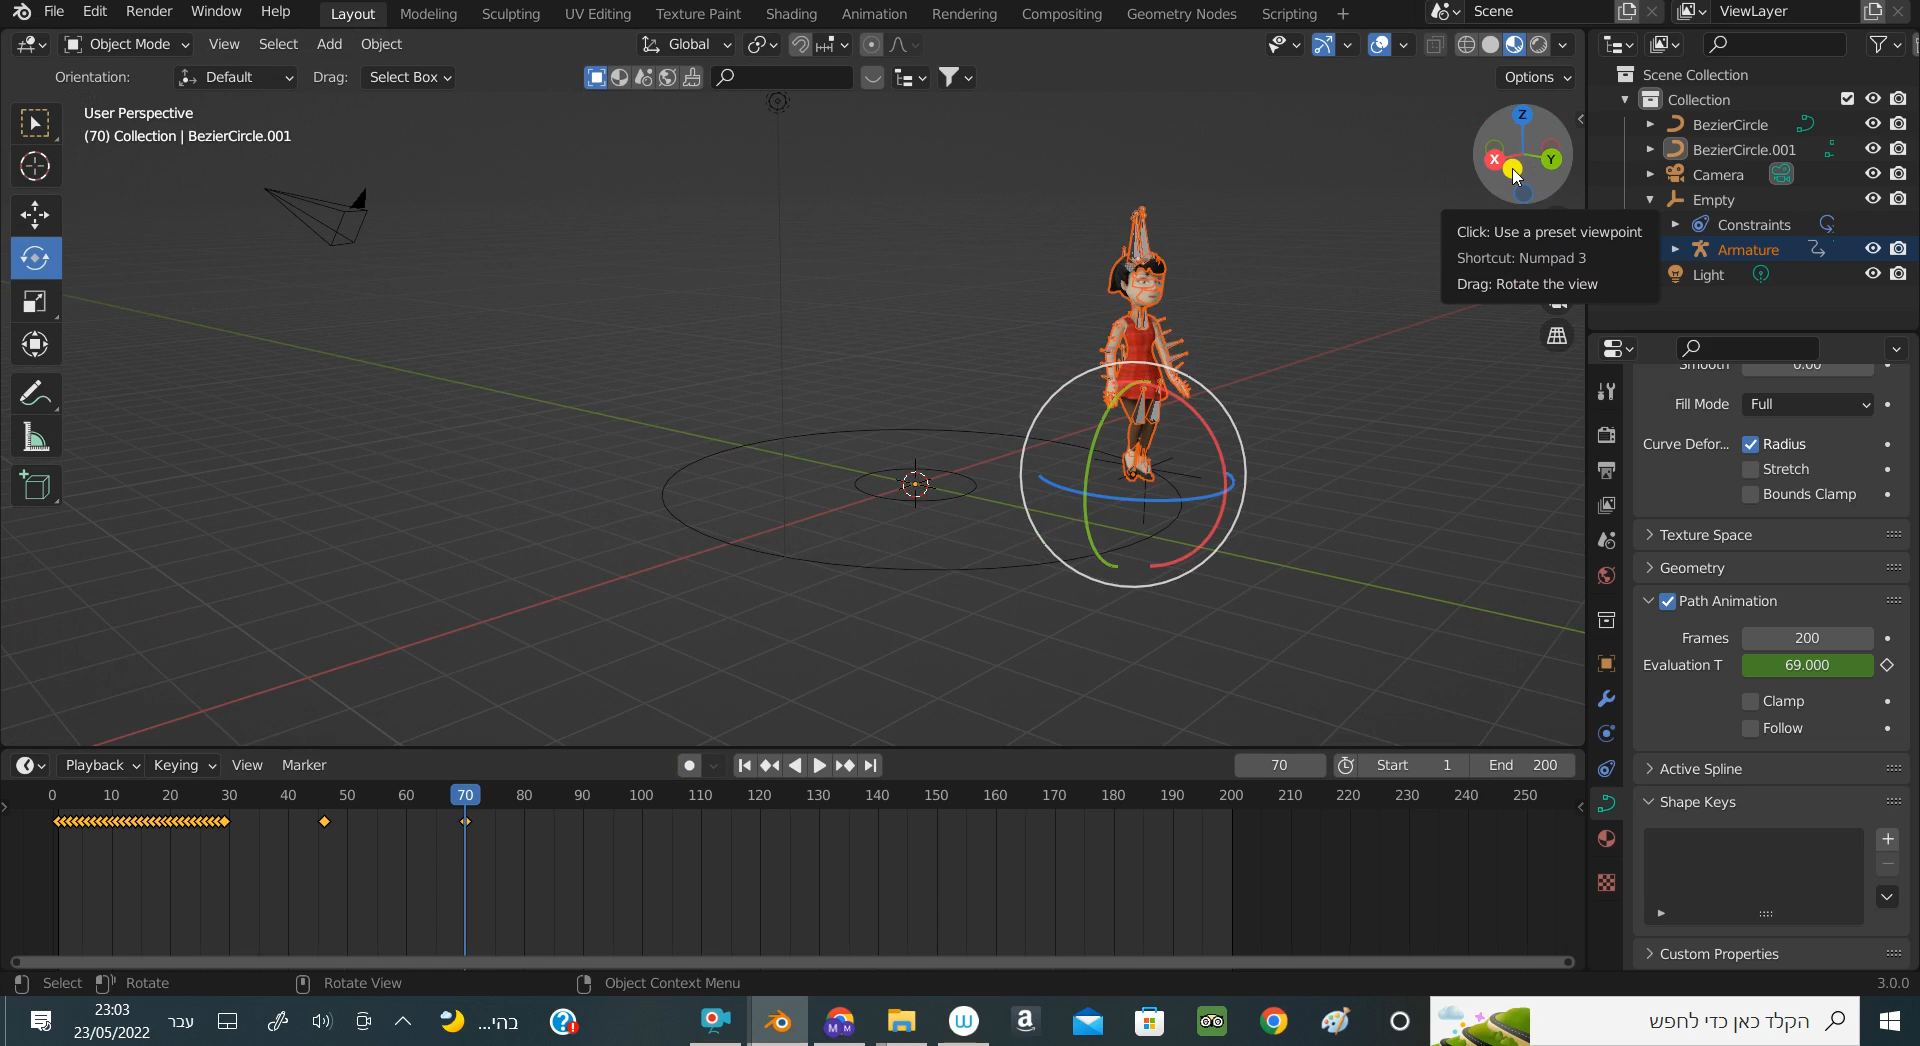 File Edit Render Window Help Layout Modeling Sculpting UV Editing Texture Paint Shading Animation Rendering Compositing Geometry Nodes Scripting + Scene ViewLayer
Object Mode View Select Add Object Global
Orientation: Default Drag: Select Box Options
User Perspective
(70) Collection | BezierCircle.001
Z
X
Y
Click: Use a preset viewpoint
Shortcut: Numpad 3
Drag: Rotate the view
Scene Collection
Collection
BezierCircle
BezierCircle.001
Camera
Empty
Constraints
Armature
Light
Smooth 0.00
Fill Mode Full
Curve Defor... Radius
Stretch
Bounds Clamp
Texture Space
Geometry
Path Animation
Frames 200
Evaluation T 69.000
Clamp
Follow
Active Spline
Shape Keys
Custom Properties
Playback Keying View Marker 70 Start 1 End 200
0 10 20 30 40 50 60 70 80 90 100 110 120 130 140 150 160 170 180 190 200 210 220 230 240 250
Select Rotate Rotate View Object Context Menu 3.0.0
23:03
23/05/2022
עבר
בהי...
M M
הקלד כאן כדי לחפש